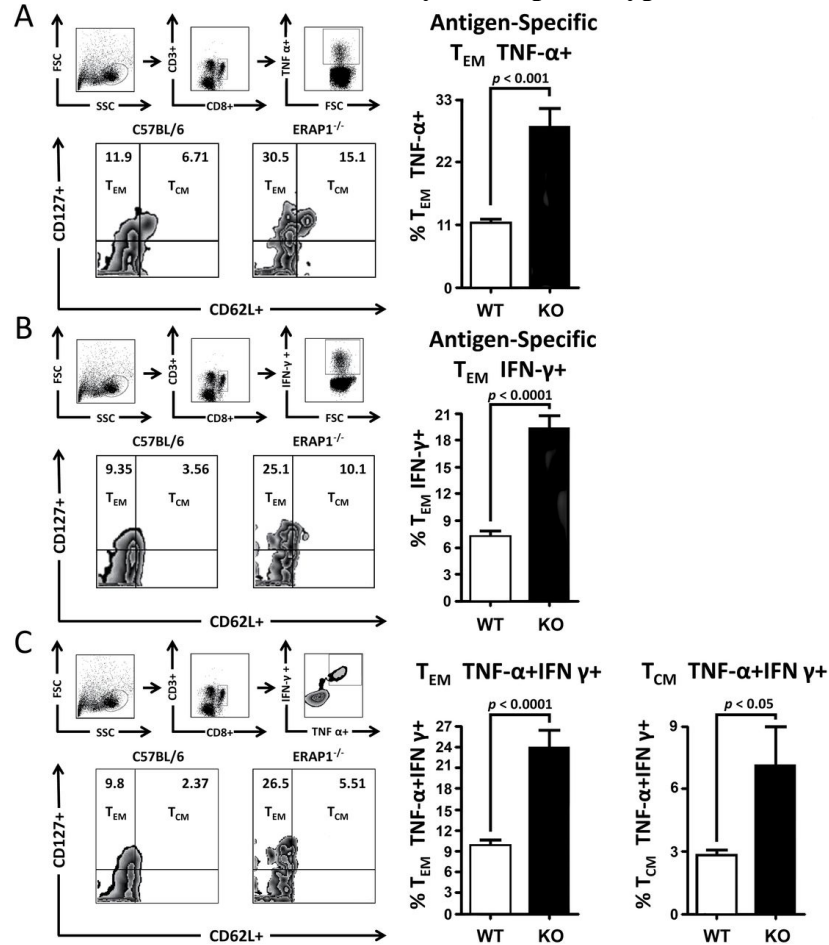 A
FSC
SSC
CD3+
CD8+
TNF α+
FSC
Antigen-Specific
TEM TNF-α+
p < 0.001
C57BL/6
ERAP1-/-
CD127+
11.9 6.71
TEM TCM
30.5 15.1
TEM TCM
CD62L+
% TEM TNF-α+
33
22
11
0
WT KO
B
FSC
SSC
CD3+
CD8+
IFN-γ +
FSC
Antigen-Specific
TEM IFN-γ+
p < 0.0001
C57BL/6
ERAP1-/-
CD127+
9.35 3.56
TEM TCM
25.1 10.1
TEM TCM
CD62L+
% TEM IFN-γ+
21
18
15
12
9
6
3
0
WT KO
C
FSC
SSC
CD3+
CD8+
IFN-γ +
TNF α+
C57BL/6
ERAP1-/-
CD127+
9.8 2.37
TEM TCM
26.5 5.51
TEM TCM
CD62L+
TEM TNF-α+IFN γ+
p < 0.0001
% TEM TNF-α+IFN γ+
27
24
21
18
15
12
9
6
3
0
WT KO
TCM TNF-α+IFN γ+
p < 0.05
% TCM TNF-α+IFN γ+
9
6
3
0
WT KO